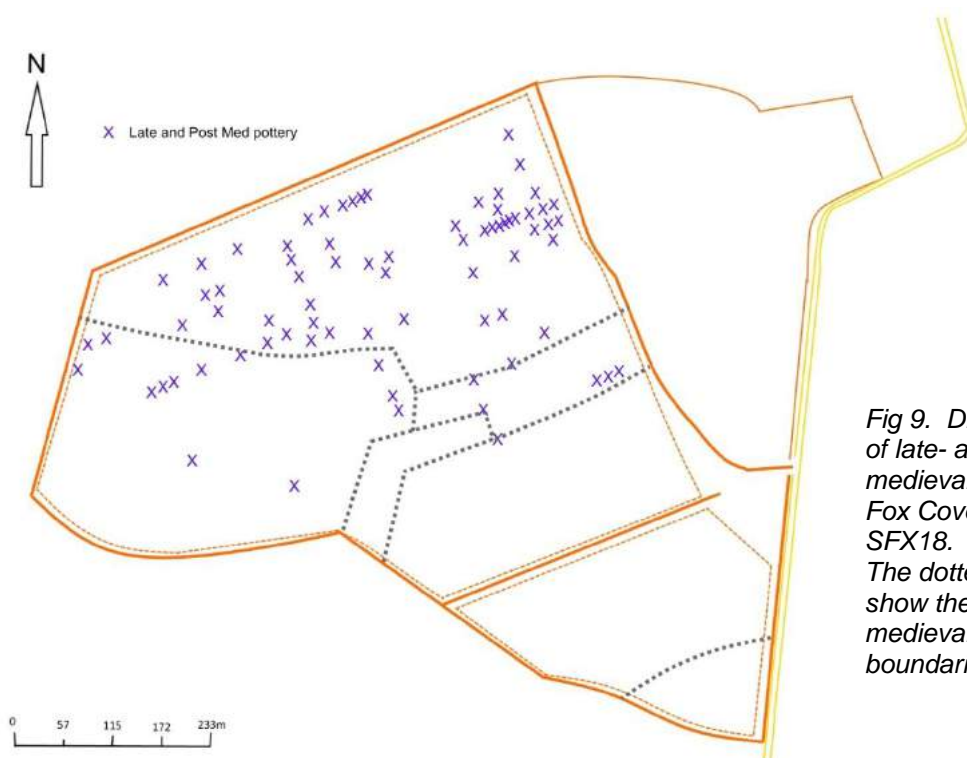 N
X Late and Post Med pottery
Fig 9. D
of late- a
medieva
Fox Cove
SFX18.
The dotte
show the
medieva
boundari
0 57 115 172 233m